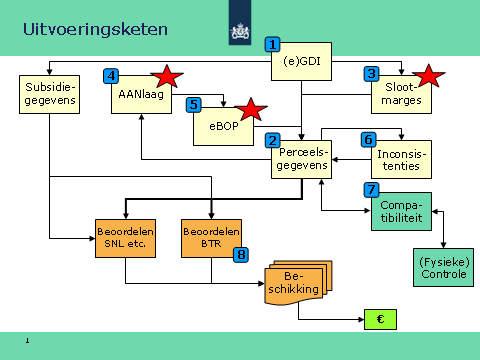 Uitvoeringsketen
1
(e)GDI
Subsidie-
gegevens
4
AANlaag
3
Sloot-
marges
5
eBOP
2
Perceels-
gegevens
6
Inconsis-
tenties
7
Compa-
tibiliteit
Beoordelen
SNL etc.
Beoordelen
BTR
8
(Fysieke)
Controle
Be-
schikking
€
1